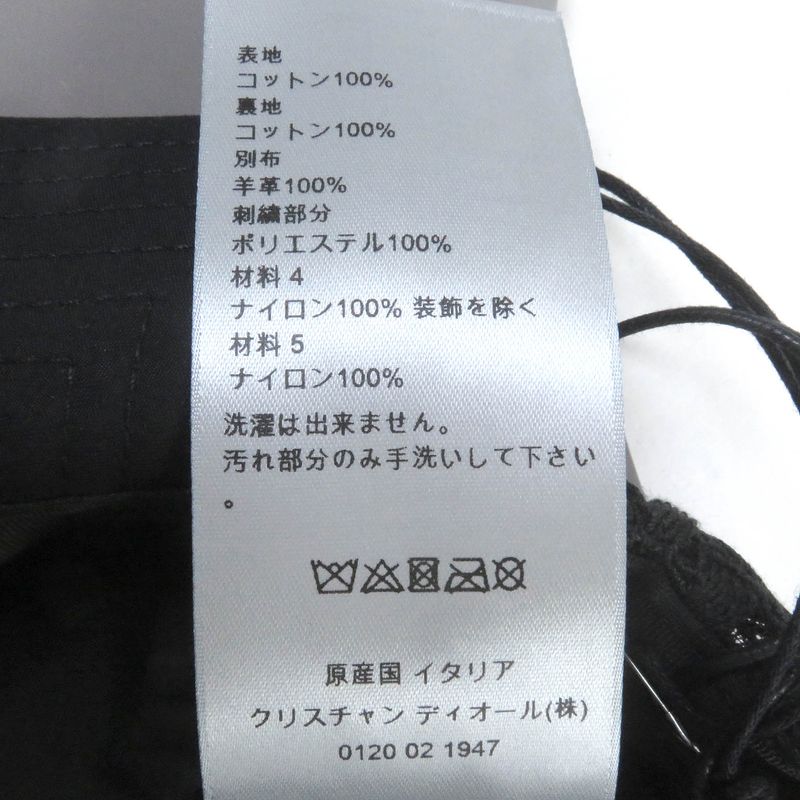 表地
コットン100%
裏地
コットン100%
別布
羊革100%
刺繍部分
ポリエステル100%
材料 4
ナイロン100% 装飾を除く
材料 5
ナイロン100%
洗濯は出来ません。
汚れ部分のみ手洗いして下さい
。
原産国 イタリア
クリスチャン ディオール(株)
0120 02 1947